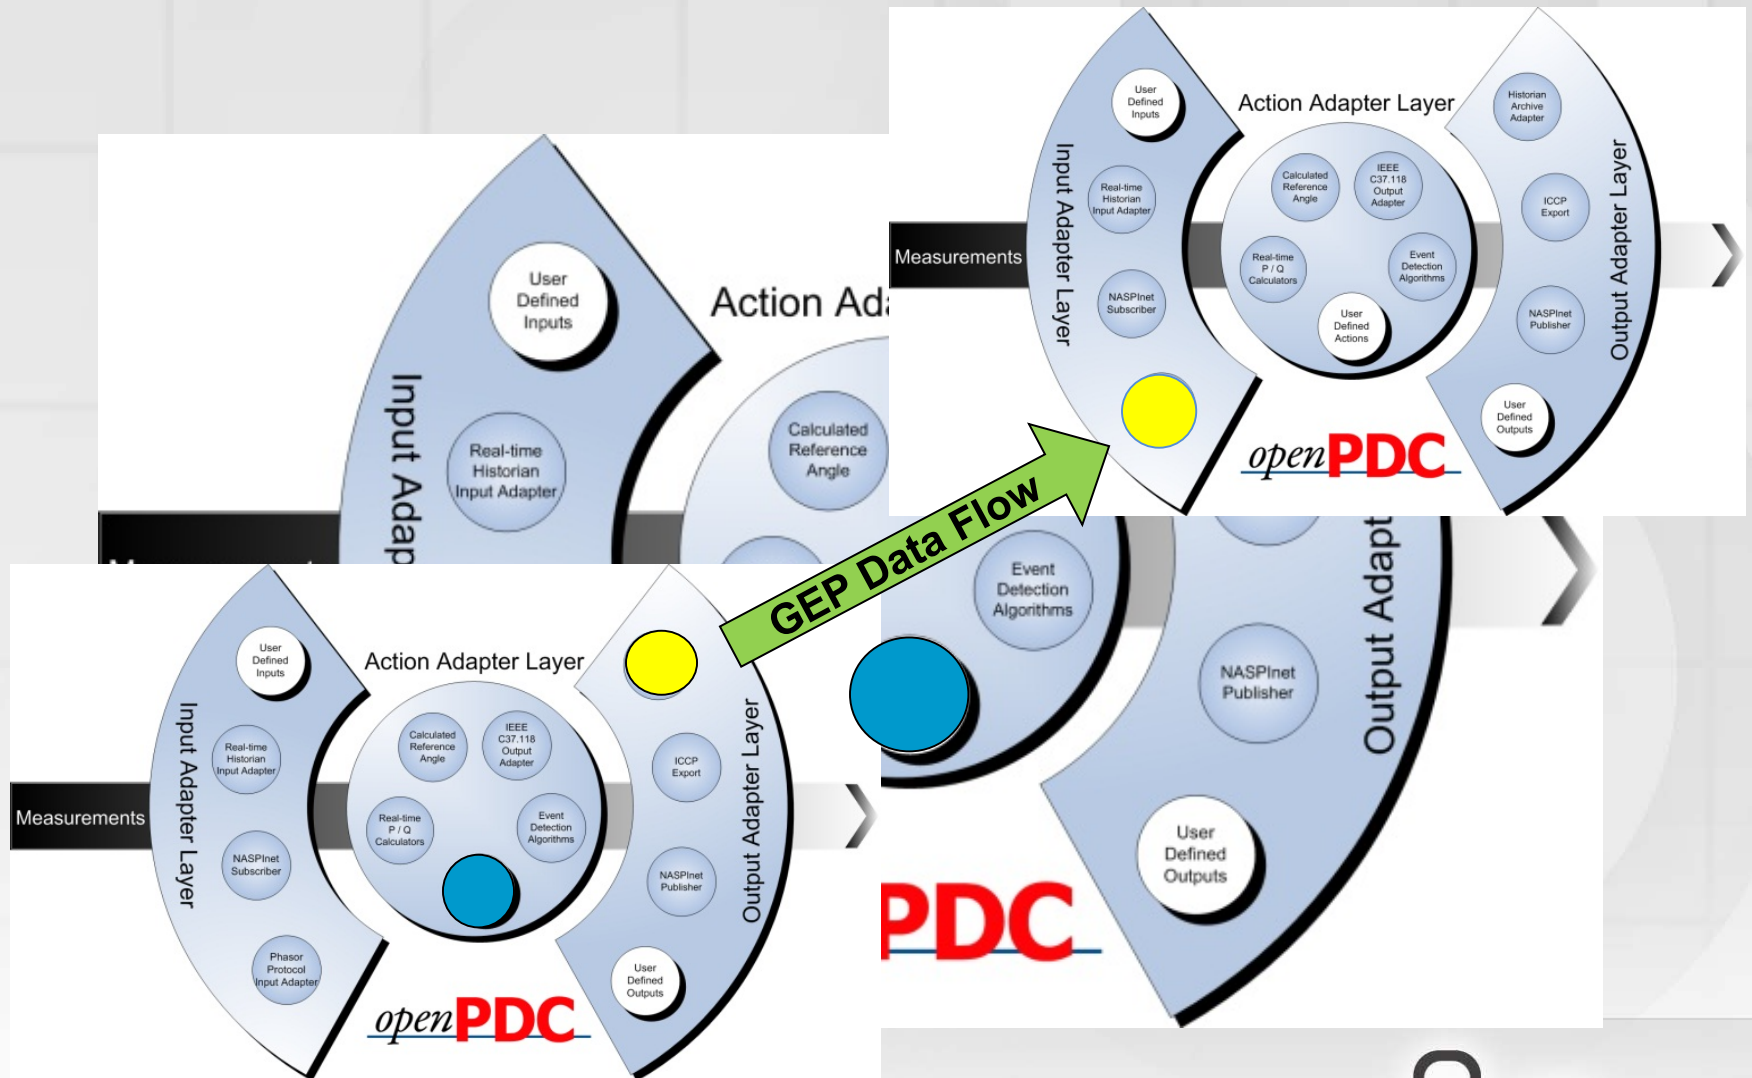 User
Defined
Inputs
Action Adapter Layer
Historian
Archive
Adapter
Input Adapter Layer
Real-time
Historian
Input Adapter
Calculated
Reference
Angle
IEEE
C37.118
Output
Adapter
ICCP
Export
Output Adapter Layer
Measurements
Real-time
P / Q
Calculators
Event
Detection
Algorithms
NASPInet
Subscriber
User
Defined
Actions
NASPInet
Publisher
User
Defined
Outputs
openPDC
User
Defined
Inputs
Action Ada
Input Adap
Real-time
Historian
Input Adapter
Calculated
Reference
Angle
GEP Data Flow
Event
Detection
Algorithms
Output Adapt
NASPInet
Publisher
User
Defined
Outputs
PDC
User
Defined
Inputs
Action Adapter Layer
Input Adapter Layer
Real-time
Historian
Input Adapter
Calculated
Reference
Angle
IEEE
C37.118
Output
Adapter
ICCP
Export
Output Adapter Layer
Measurements
Real-time
P / Q
Calculators
Event
Detection
Algorithms
NASPInet
Subscriber
NASPInet
Publisher
Phasor
Protocol
Input Adapter
User
Defined
Outputs
openPDC